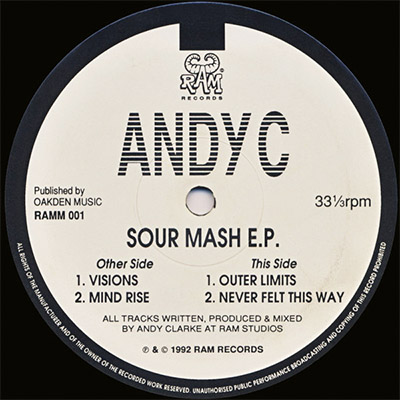 RAM®
RECORDS
ANDY C
Published by
OAKDEN MUSIC
RAMM 001
33⅓rpm
SOUR MASH E.P.
Other Side
1. VISIONS
2. MIND RISE
This Side
1. OUTER LIMITS
2. NEVER FELT THIS WAY
ALL TRACKS WRITTEN, PRODUCED & MIXED
BY ANDY CLARKE AT RAM STUDIOS
℗ & © 1992 RAM RECORDS
ALL RIGHTS OF THE MANUFACTURER AND OF THE OWNER OF THE RECORDED WORK RESERVED. UNAUTHORISED PUBLIC PERFORMANCE BROADCASTING AND COPYING OF THIS RECORD PROHIBITED